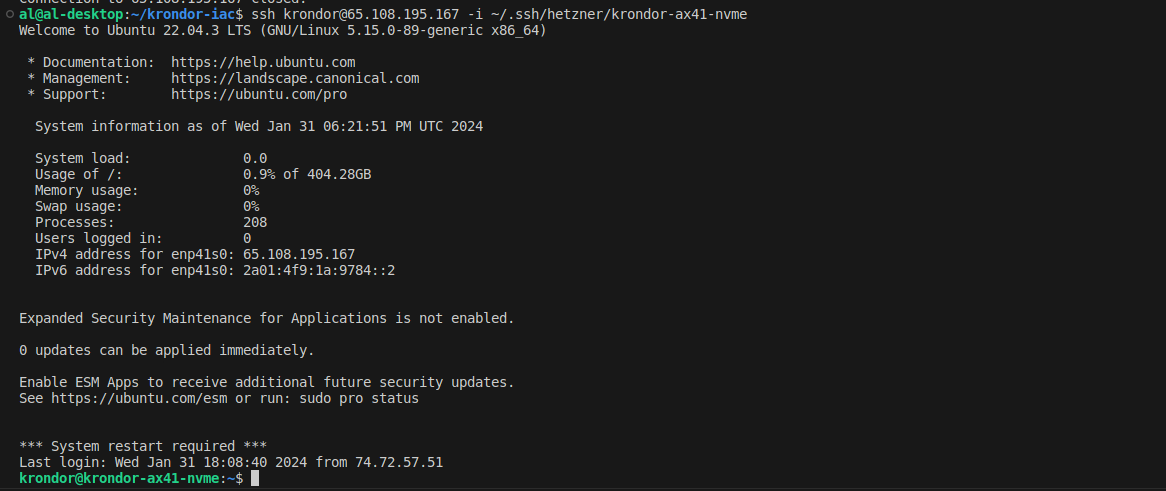 Connection to 65.108.195.167 closed.
al@al-desktop:~/krondor-iac$ ssh krondor@65.108.195.167 -i ~/.ssh/hetzner/krondor-ax41-nvme
Welcome to Ubuntu 22.04.3 LTS (GNU/Linux 5.15.0-89-generic x86_64)
* Documentation: https://help.ubuntu.com
* Management: https://landscape.canonical.com
* Support: https://ubuntu.com/pro
System information as of Wed Jan 31 06:21:51 PM UTC 2024
System load: 0.0
Usage of /: 0.9% of 404.28GB
Memory usage: 0%
Swap usage: 0%
Processes: 208
Users logged in: 0
IPv4 address for enp41s0: 65.108.195.167
IPv6 address for enp41s0: 2a01:4f9:1a:9784::2
Expanded Security Maintenance for Applications is not enabled.
0 updates can be applied immediately.
Enable ESM Apps to receive additional future security updates.
See https://ubuntu.com/esm or run: sudo pro status
*** System restart required ***
Last login: Wed Jan 31 18:08:40 2024 from 74.72.57.51
krondor@krondor-ax41-nvme:~$